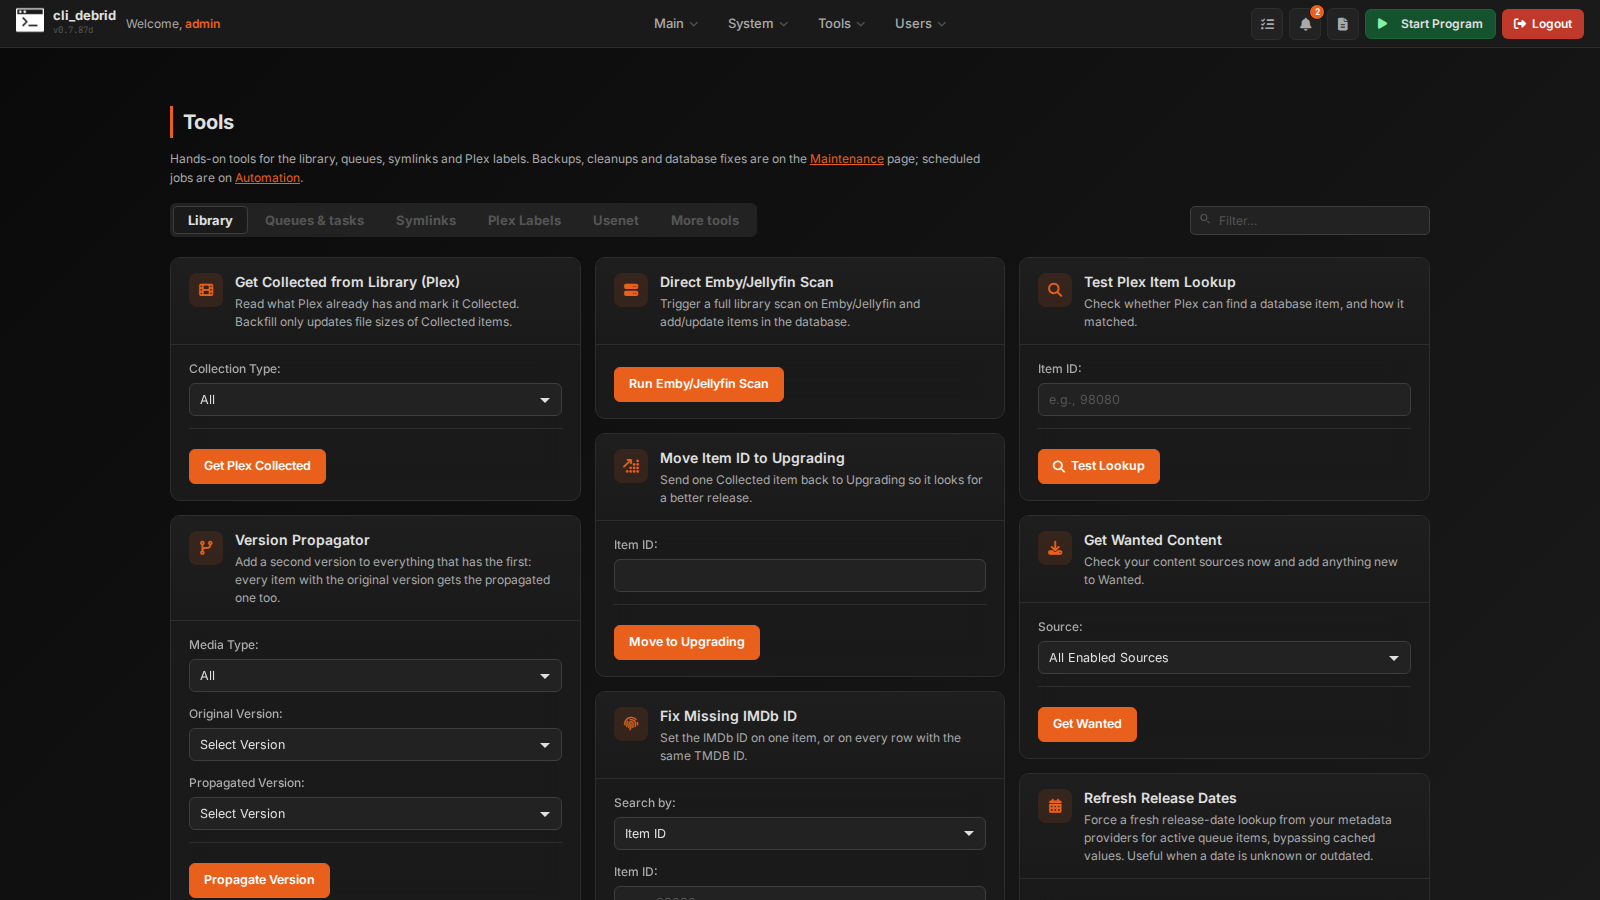 cli_debrid
v0.7.87d
Welcome, admin
Main
System
Tools
Users
2
Start Program
Logout
Tools
Hands-on tools for the library, queues, symlinks and Plex labels. Backups, cleanups and database fixes are on the Maintenance page; scheduled
jobs are on Automation.
Library
Queues & tasks
Symlinks
Plex Labels
Usenet
More tools
Filter...
Get Collected from Library (Plex)
Read what Plex already has and mark it Collected.
Backfill only updates file sizes of Collected items.
Collection Type:
All
Get Plex Collected
Version Propagator
Add a second version to everything that has the first:
every item with the original version gets the propagated
one too.
Media Type:
All
Original Version:
Select Version
Propagated Version:
Select Version
Propagate Version
Direct Emby/Jellyfin Scan
Trigger a full library scan on Emby/Jellyfin and
add/update items in the database.
Run Emby/Jellyfin Scan
Move Item ID to Upgrading
Send one Collected item back to Upgrading so it looks for
a better release.
Item ID:
Move to Upgrading
Fix Missing IMDb ID
Set the IMDb ID on one item, or on every row with the
same TMDB ID.
Search by:
Item ID
Item ID:
Test Plex Item Lookup
Check whether Plex can find a database item, and how it
matched.
Item ID:
e.g., 98080
Test Lookup
Get Wanted Content
Check your content sources now and add anything new
to Wanted.
Source:
All Enabled Sources
Get Wanted
Refresh Release Dates
Force a fresh release-date lookup from your metadata
providers for active queue items, bypassing cached
values. Useful when a date is unknown or outdated.